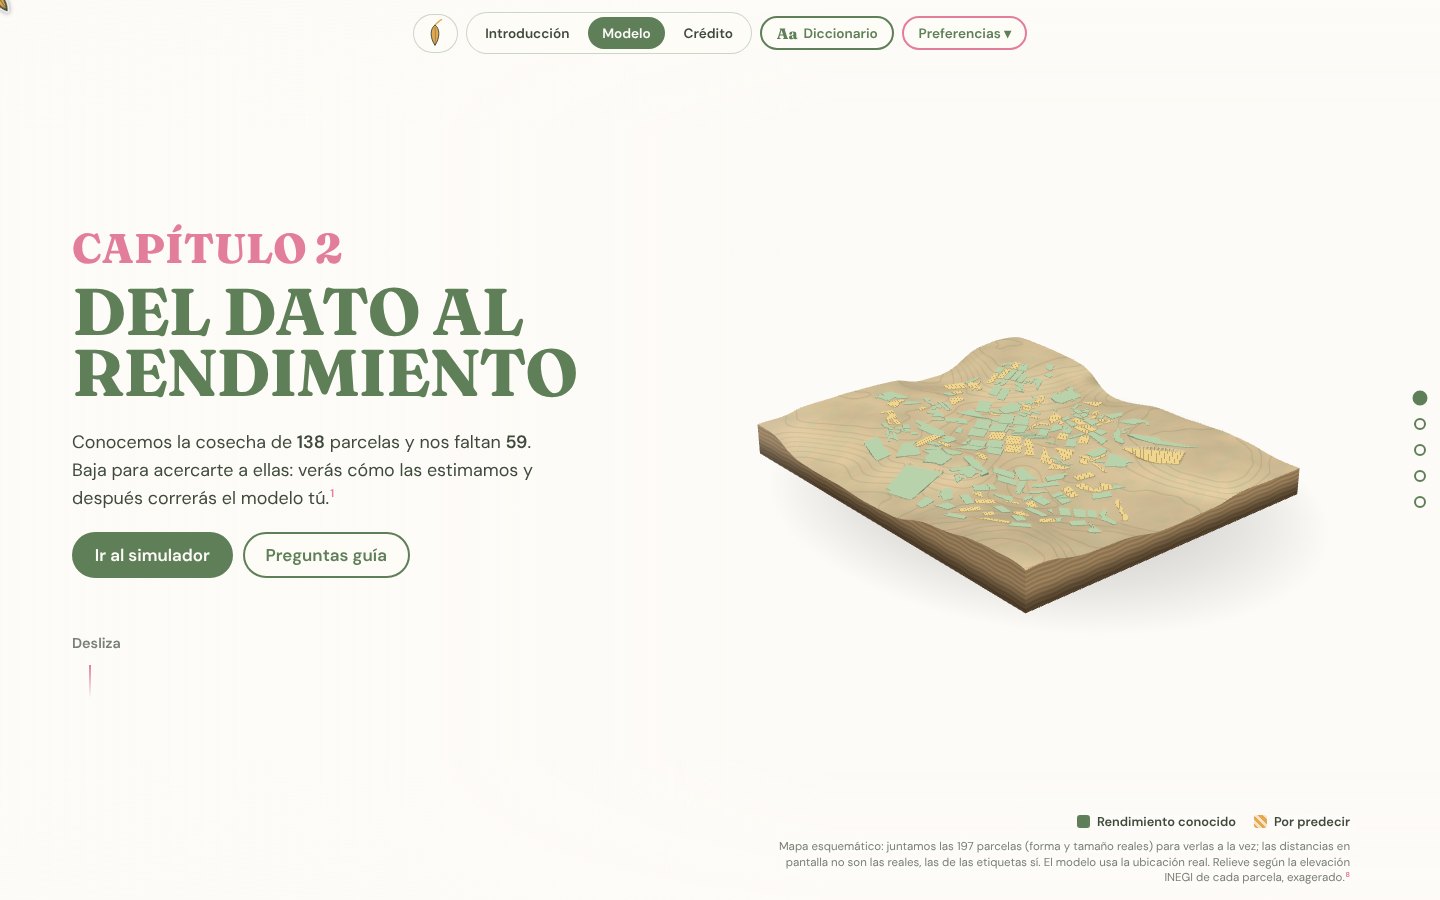 Introducción
Modelo
Crédito
Aa Diccionario
Preferencias ▾
CAPÍTULO 2
DEL DATO AL
RENDIMIENTO
Conocemos la cosecha de 138 parcelas y nos faltan 59.
Baja para acercarte a ellas: verás cómo las estimamos y
después correrás el modelo tú.¹
Ir al simulador
Preguntas guía
Desliza
Rendimiento conocido
Por predecir
Mapa esquemático: juntamos las 197 parcelas (forma y tamaño reales) para verlas a la vez; las distancias en
pantalla no son las reales, las de las etiquetas sí. El modelo usa la ubicación real. Relieve según la elevación
INEGI de cada parcela, exagerado.⁸